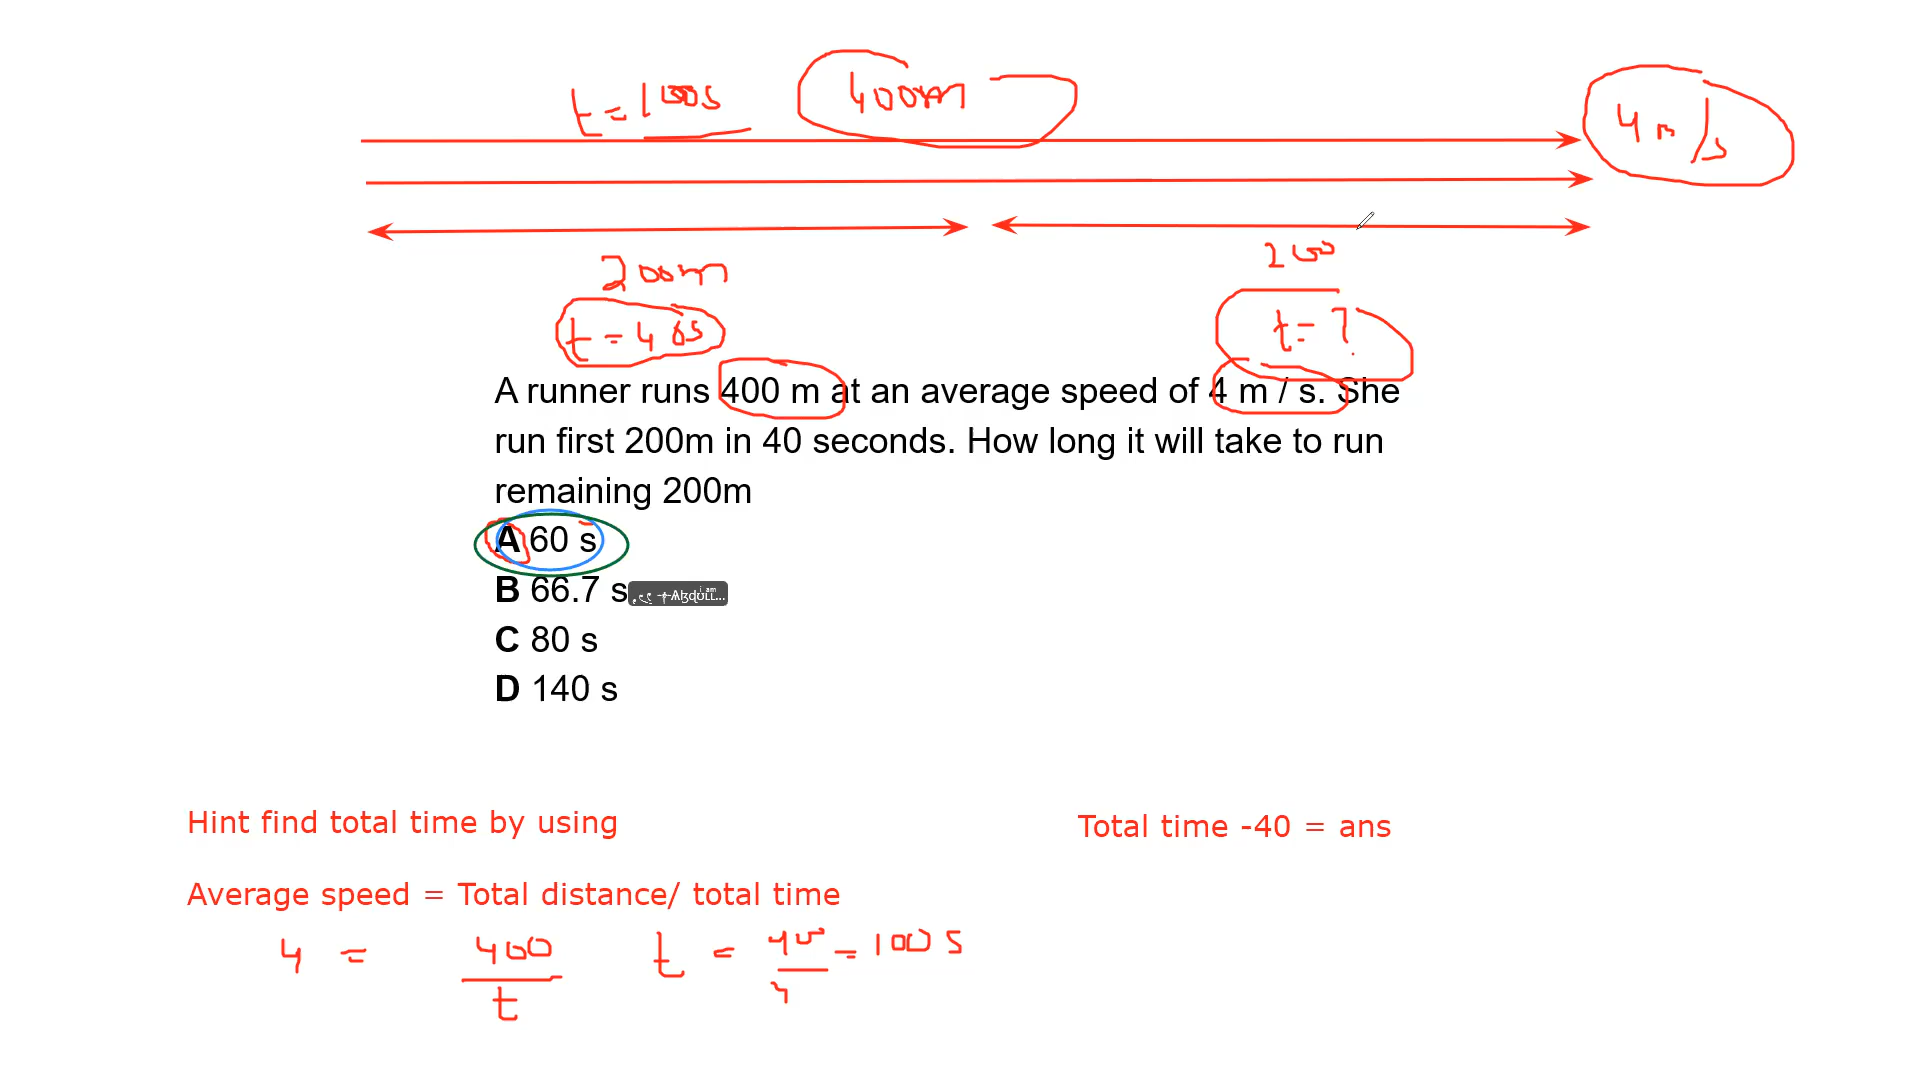 t=100s 400m 4m/s
200m 200
t=40s t=?
A runner runs 400 m at an average speed of 4 m / s. She
run first 200m in 40 seconds. How long it will take to run
remaining 200m
A 60 s
B 66.7 s
C 80 s
D 140 s
Hint find total time by using
Total time -40 = ans
Average speed = Total distance/ total time
4 = 400/t t = 400/4 = 100 s